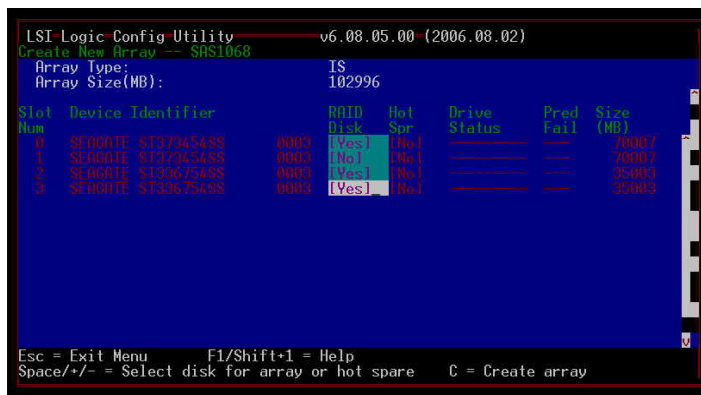 LSI Logic Config Utility v6.08.05.00 (2006.08.02)
Create New Array -- SAS1068
Array Type: IS
Array Size(MB): 102996
Slot Device Identifier RAID Hot Drive Pred Size
Num Disk Spr Status Fail (MB)
0 SEAGATE ST373454SS 0003 [Yes] [No] -------- ---- 70007
1 SEAGATE ST373454SS 0003 [No] [No] -------- ---- 70007
2 SEAGATE ST336754SS 0003 [Yes] [No] -------- ---- 35003
3 SEAGATE ST336754SS 0003 [Yes] [No] -------- ---- 35003
Esc = Exit Menu F1/Shift+1 = Help
Space/+/- = Select disk for array or hot spare C = Create array